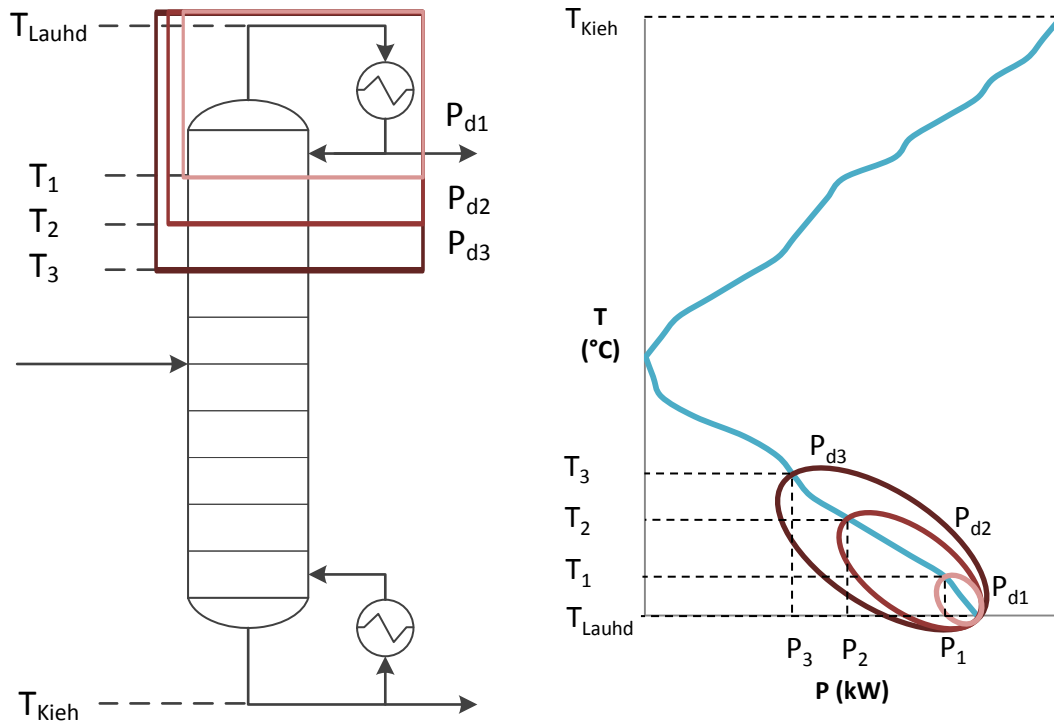 T_Lauhd
P_d1
T_1
P_d2
T_2
P_d3
T_3
T_Kieh
T_Kieh
T
(°C)
P_d3
T_3
P_d2
T_2
T_1
P_d1
T_Lauhd
P_3
P_2
P_1
P (kW)